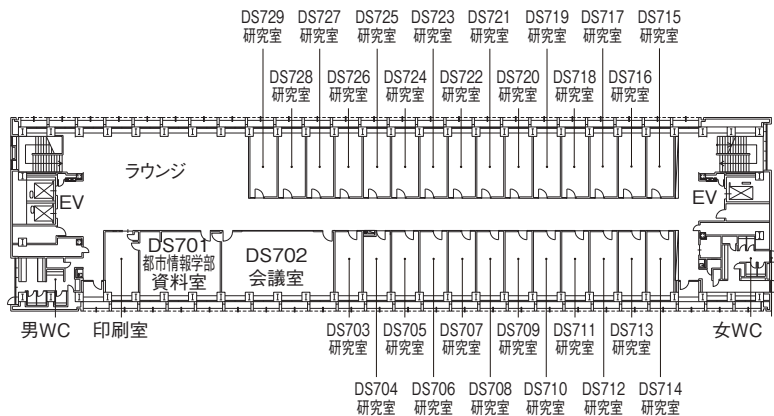 DS729 DS727 DS725 DS723 DS721 DS719 DS717 DS715
研究室 研究室 研究室 研究室 研究室 研究室 研究室 研究室
DS728 DS726 DS724 DS722 DS720 DS718 DS716
研究室 研究室 研究室 研究室 研究室 研究室 研究室
ラウンジ
EV EV
DS701
都市情報学部
資料室
DS702
会議室
男WC 印刷室
DS703 DS705 DS707 DS709 DS711 DS713
研究室 研究室 研究室 研究室 研究室 研究室
女WC
DS704 DS706 DS708 DS710 DS712 DS714
研究室 研究室 研究室 研究室 研究室 研究室